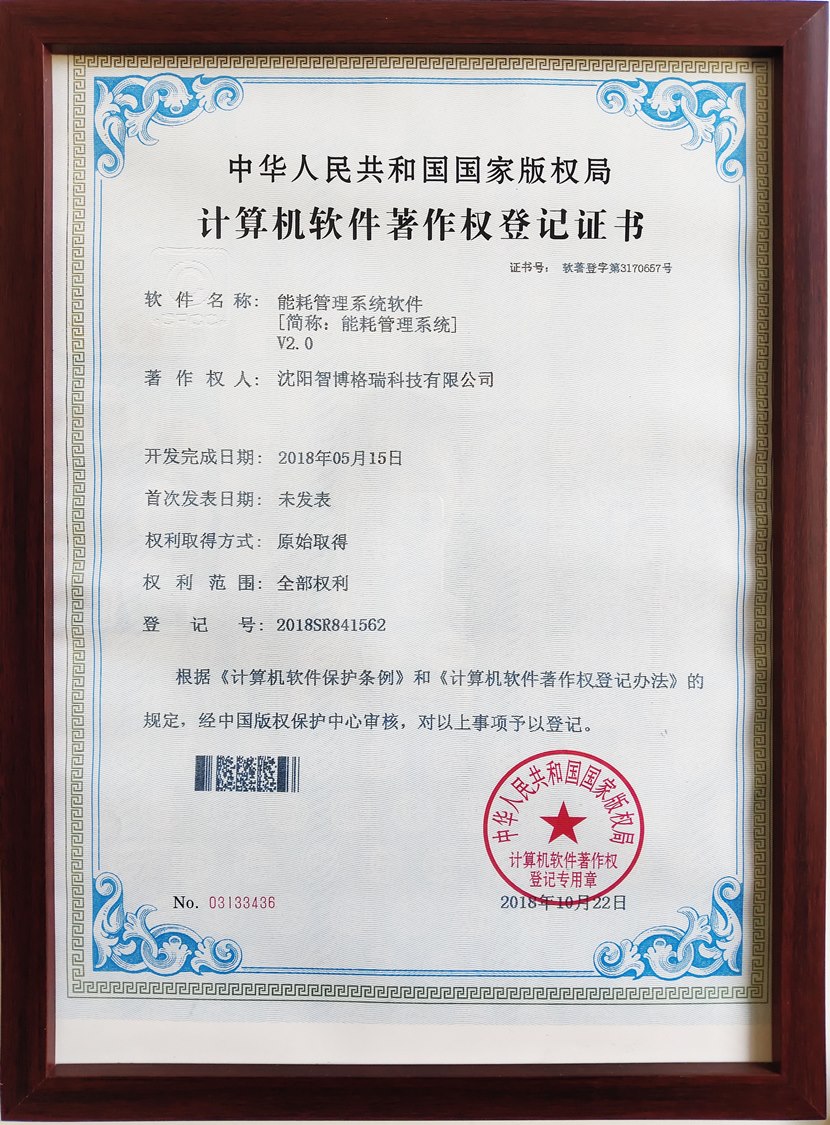 中华人民共和国国家版权局
计算机软件著作权登记证书
证书号： 软著登字第3170657号
软件名称： 能耗管理系统软件
[简称：能耗管理系统]
V2.0
著作权人： 沈阳智博格瑞科技有限公司
开发完成日期： 2018年05月15日
首次发表日期： 未发表
权利取得方式： 原始取得
权利范围： 全部权利
登记号： 2018SR841562
根据《计算机软件保护条例》和《计算机软件著作权登记办法》的
规定，经中国版权保护中心审核，对以上事项予以登记。
中华人民共和国国家版权局
计算机软件著作权
登记专用章
No. 03133436
2018年10月22日